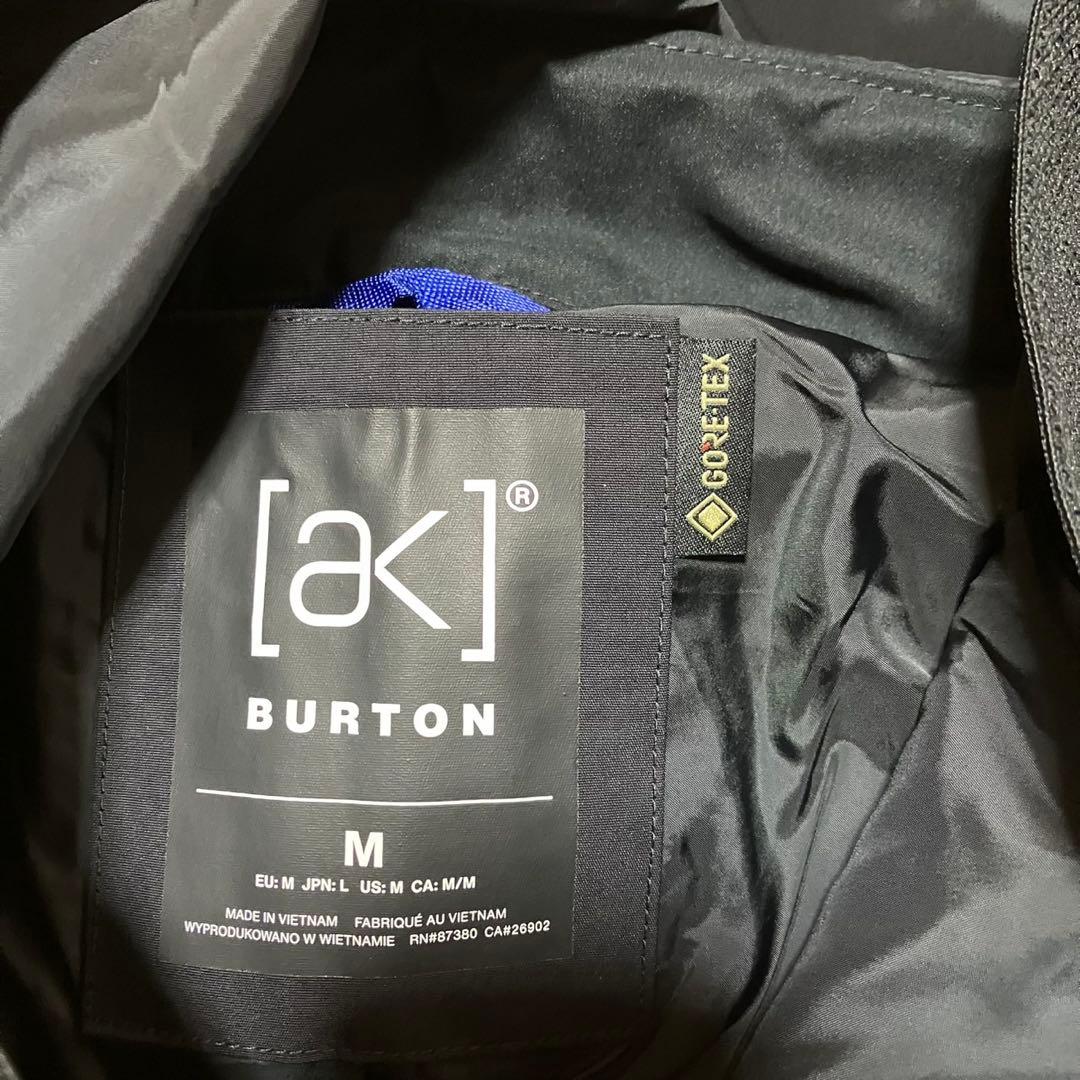 [ak]®
BURTON
M
EU: M JPN: L US: M CA: M/M
MADE IN VIETNAM FABRIQUÉ AU VIETNAM
WYPRODUKOWANO W WIETNAMIE RN#87380 CA#26902
GORE-TEX